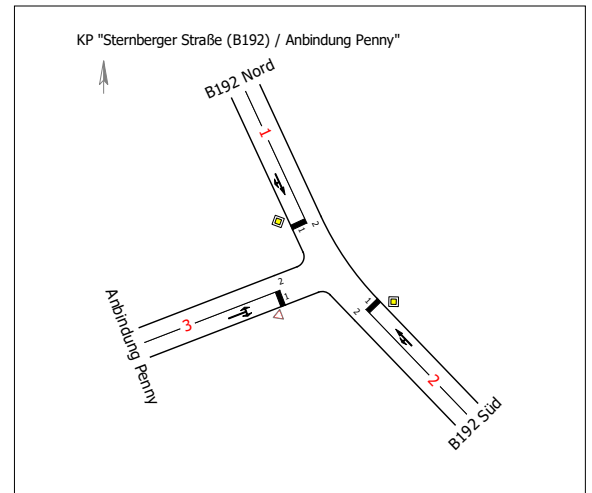 KP "Sternberger Straße (B192) / Anbindung Penny"
B192 Nord
1
1
2
2
1
Anbindung Penny
3
1
2
2
B192 Süd